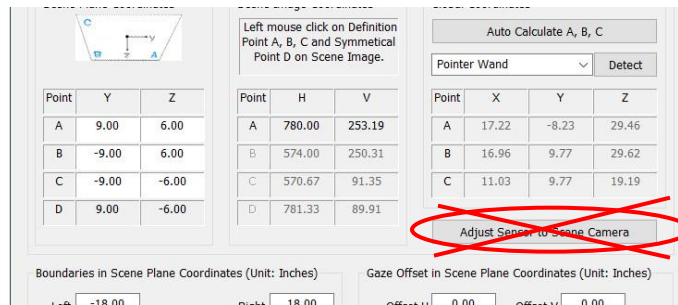 C
y
z
B
A
Left mouse click on Definition
Point A, B, C and Symmetical
Point D on Scene Image.
Auto Calculate A, B, C
Pointer Wand Detect
Point Y Z
A 9.00 6.00
B -9.00 6.00
C -9.00 -6.00
D 9.00 -6.00
Point H V
A 780.00 253.19
B 574.00 250.31
C 570.67 91.35
D 781.33 89.91
Point X Y Z
A 17.22 -8.23 29.46
B 16.96 9.77 29.62
C 11.03 9.77 19.19
Adjust Sensor to Scene Camera
Boundaries in Scene Plane Coordinates (Unit: Inches)
Left -18.00 Right 18.00
Gaze Offset in Scene Plane Coordinates (Unit: Inches)
Offset H 0.00 Offset V 0.00